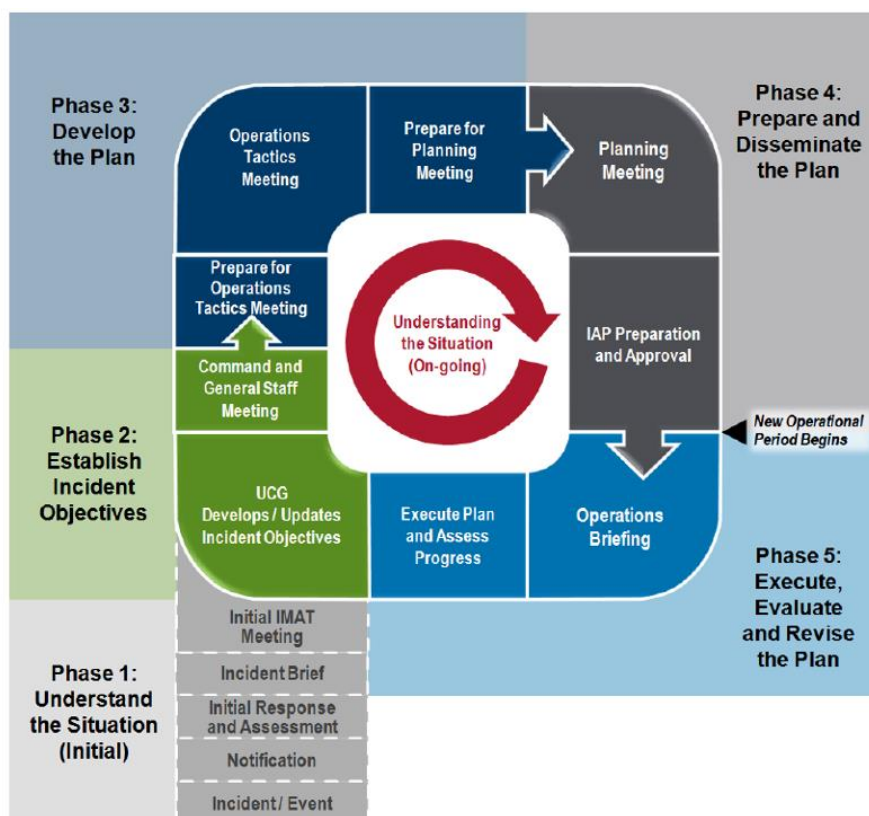 Phase 3:
Develop
the Plan
Operations
Tactics
Meeting
Prepare for
Planning
Meeting
Planning
Meeting
Phase 4:
Prepare and
Disseminate
the Plan
Prepare for
Operations
Tactics Meeting
Understanding
the Situation
(On-going)
IAP Preparation
and Approval
Command and
General Staff
Meeting
New Operational
Period Begins
Phase 2:
Establish
Incident
Objectives
UCG
Develops / Updates
Incident Objectives
Execute Plan
and Assess
Progress
Operations
Briefing
Phase 5:
Execute,
Evaluate
and Revise
the Plan
Phase 1:
Understand
the Situation
(Initial)
Initial IMAT
Meeting
Incident Brief
Initial Response
and Assessment
Notification
Incident / Event